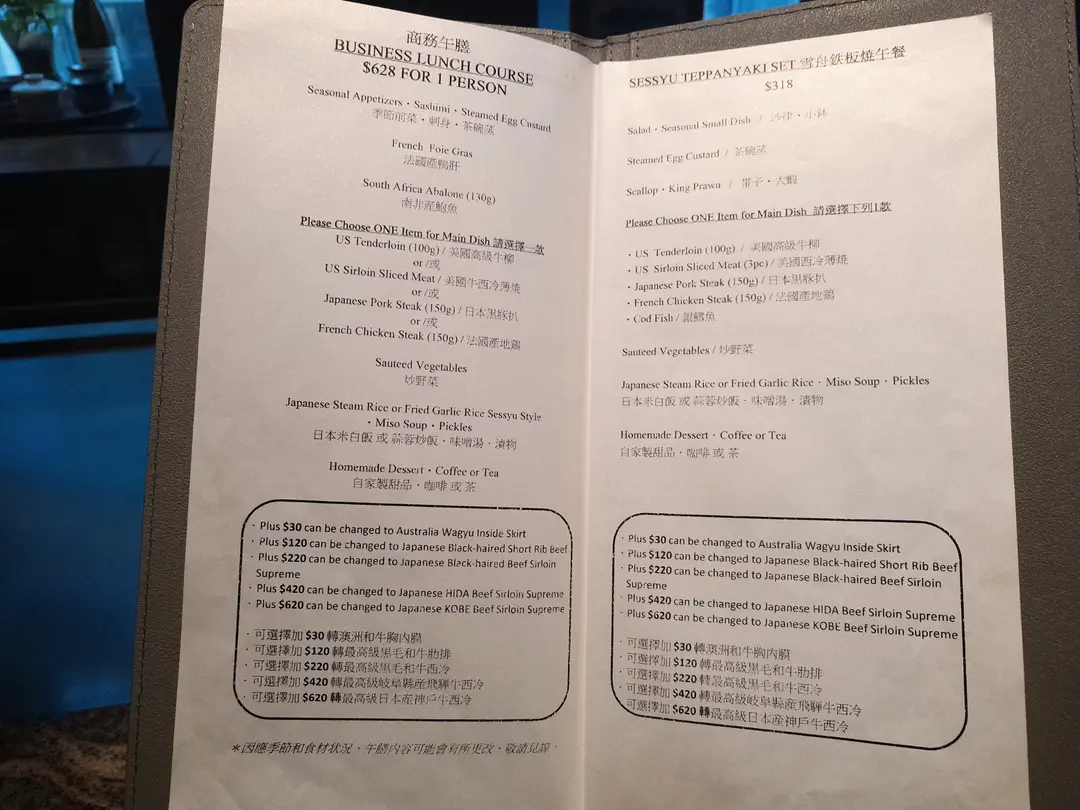 商務午膳
BUSINESS LUNCH COURSE
$628 FOR 1 PERSON
Seasonal Appetizers・Sashimi・Steamed Egg Custard
季節前菜・刺身・茶碗蒸
French Foie Gras
法國產鴨肝
South Africa Abalone (130g)
南非産鮑魚
Please Choose ONE Item for Main Dish 請選擇一款
US Tenderloin (100g) / 美國高級牛柳
or /或
US Sirloin Sliced Meat / 美國牛西冷薄燒
or /或
Japanese Pork Steak (150g) / 日本黑豚扒
or /或
French Chicken Steak (150g) / 法國產地鶏
Sauteed Vegetables
炒野菜
Japanese Steam Rice or Fried Garlic Rice Sessyu Style
・Miso Soup・Pickles
日本米白飯 或 蒜蓉炒飯・味噌湯・漬物
Homemade Dessert・Coffee or Tea
自家製甜品・咖啡 或 茶
· Plus $30 can be changed to Australia Wagyu Inside Skirt
· Plus $120 can be changed to Japanese Black-haired Short Rib Beef
· Plus $220 can be changed to Japanese Black-haired Beef Sirloin
Supreme
· Plus $420 can be changed to Japanese HIDA Beef Sirloin Supreme
· Plus $620 can be changed to Japanese KOBE Beef Sirloin Supreme
· 可選擇加 $30 轉澳洲和牛胸內膜
· 可選擇加 $120 轉最高級黒毛和牛肋排
· 可選擇加 $220 轉最高級黒毛和牛西冷
· 可選擇加 $420 轉最高級岐阜縣産飛騨牛西冷
· 可選擇加 $620 轉最高級日本産神戶牛西冷
*因應季節和食材狀況，午膳內容可能會有所更改，敬請見諒。
SESSYU TEPPANYAKI SET 雪舟鉄板燒午餐
$318
Salad・Seasonal Small Dish / 沙律・小鉢
Steamed Egg Custard / 茶碗蒸
Scallop・King Prawn / 帶子・大蝦
Please Choose ONE Item for Main Dish 請選擇下列1款
・US Tenderloin (100g) / 美國高級牛柳
・US Sirloin Sliced Meat (3pc) / 美國西冷薄燒
・Japanese Pork Steak (150g) / 日本黑豚扒
・French Chicken Steak (150g) / 法國產地鶏
・Cod Fish / 銀鱈魚
Sauteed Vegetables / 炒野菜
Japanese Steam Rice or Fried Garlic Rice・Miso Soup・Pickles
日本米白飯 或 蒜蓉炒飯・味噌湯・漬物
Homemade Dessert・Coffee or Tea
自家製甜品・咖啡 或 茶
· Plus $30 can be changed to Australia Wagyu Inside Skirt
· Plus $120 can be changed to Japanese Black-haired Short Rib Beef
· Plus $220 can be changed to Japanese Black-haired Beef Sirloin
Supreme
· Plus $420 can be changed to Japanese HIDA Beef Sirloin Supreme
· Plus $620 can be changed to Japanese KOBE Beef Sirloin Supreme
· 可選擇加 $30 轉澳洲和牛胸內膜
· 可選擇加 $120 轉最高級黒毛和牛肋排
· 可選擇加 $220 轉最高級黒毛和牛西冷
· 可選擇加 $420 轉最高級岐阜縣産飛騨牛西冷
· 可選擇加 $620 轉最高級日本産神戶牛西冷